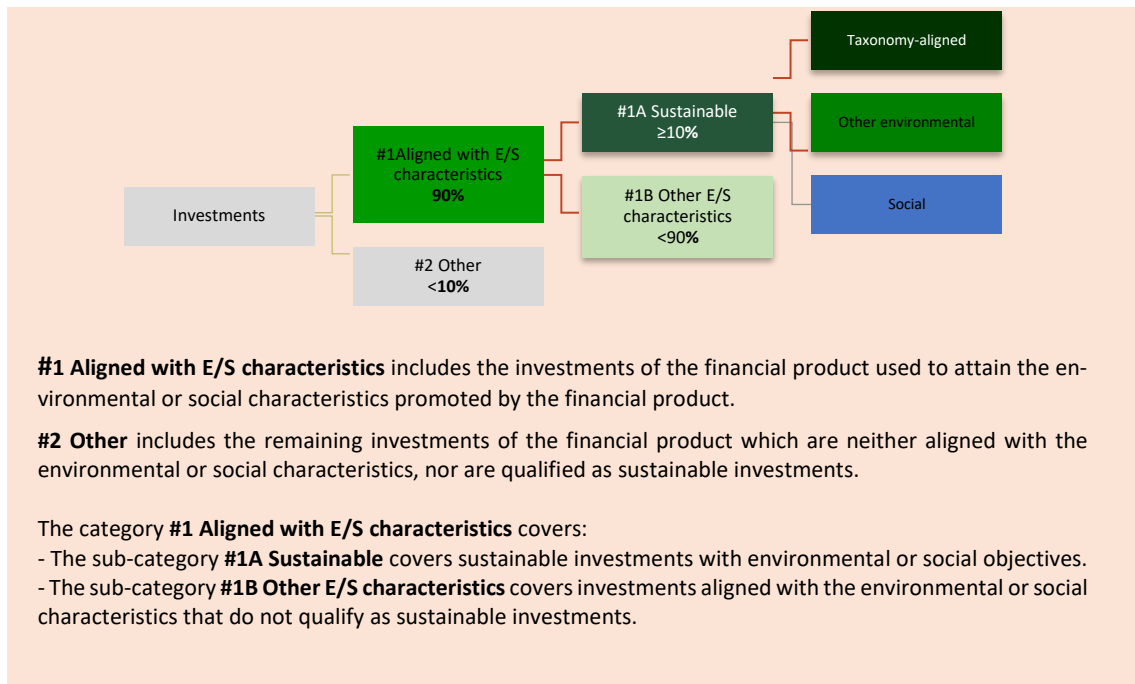 Taxonomy-aligned
#1A Sustainable
≥10%
Other environmental
#1Aligned with E/S
characteristics
90%
#1B Other E/S
characteristics
<90%
Social
Investments
#2 Other
<10%
#1 Aligned with E/S characteristics includes the investments of the financial product used to attain the en-
vironmental or social characteristics promoted by the financial product.
#2 Other includes the remaining investments of the financial product which are neither aligned with the
environmental or social characteristics, nor are qualified as sustainable investments.
The category #1 Aligned with E/S characteristics covers:
- The sub-category #1A Sustainable covers sustainable investments with environmental or social objectives.
- The sub-category #1B Other E/S characteristics covers investments aligned with the environmental or social
characteristics that do not qualify as sustainable investments.